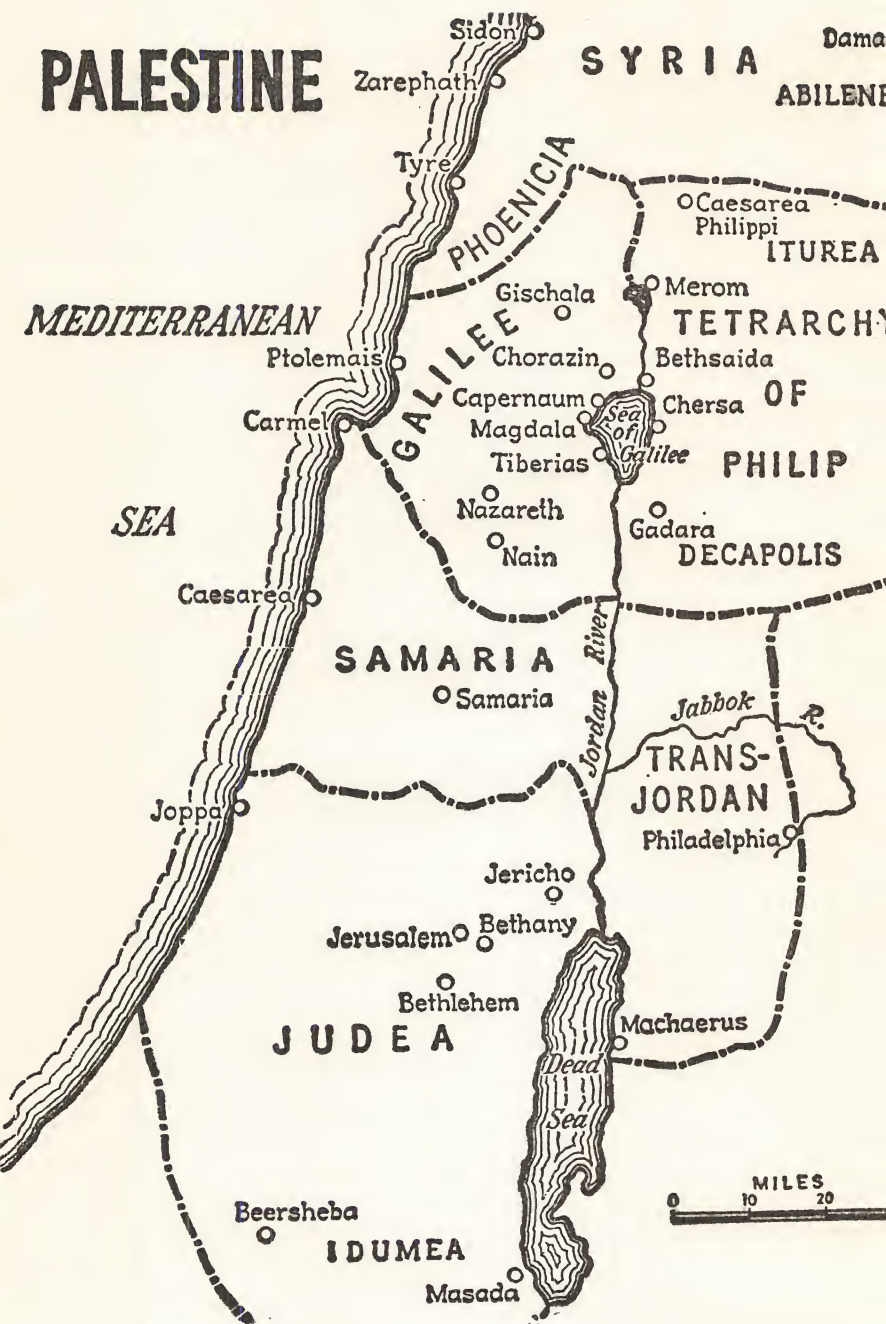 PALESTINE
Sidon
SYRIA
Dama
ABILENE
Zarephath
Tyre
PHOENICIA
Caesarea
Philippi
ITUREA
MEDITERRANEAN
Gischala
Merom
GALILEE
TETRARCHY
Ptolemais
Chorazin
Bethsaida
OF
Capernaum
Sea
of
Galilee
Chersa
Carmel
Magdala
Tiberias
PHILIP
SEA
Nazareth
Gadara
Nain
DECAPOLIS
Caesarea
Jordan River
SAMARIA
Samaria
Jabbok R.
TRANS-
JORDAN
Joppa
Philadelphia
Jericho
Jerusalem
Bethany
Bethlehem
JUDEA
Machaerus
Dead
Sea
MILES
0 10 20
Beersheba
IDUMEA
Masada